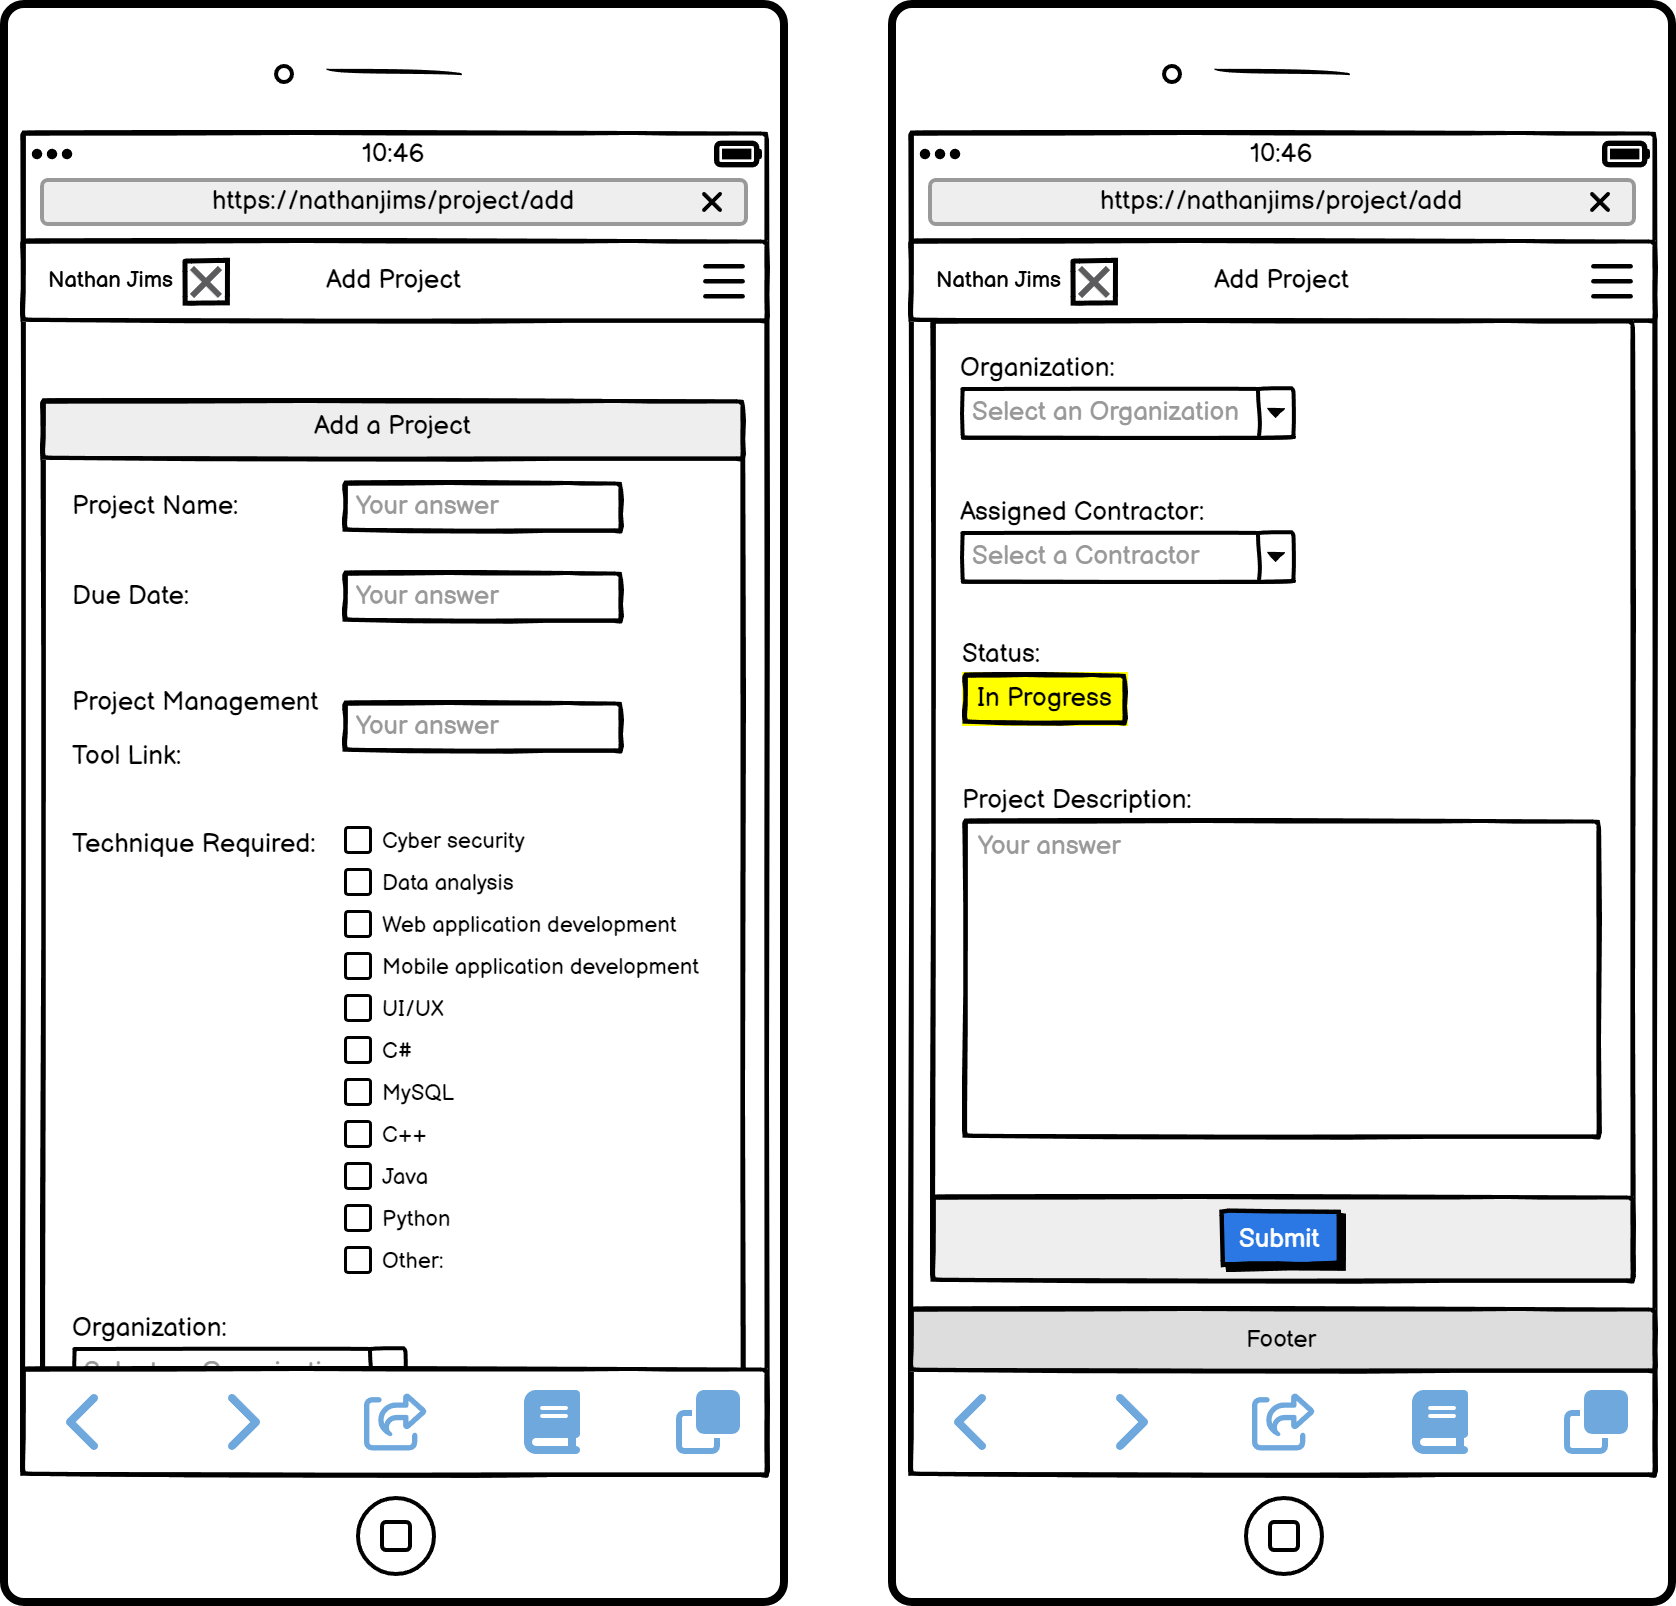 10:46
https://nathanjims/project/add
Nathan Jims
Add Project
Add a Project
Project Name:
Your answer
Due Date:
Your answer
Project Management
Tool Link:
Your answer
Technique Required:
Cyber security
Data analysis
Web application development
Mobile application development
UI/UX
C#
MySQL
C++
Java
Python
Other:
Organization:
10:46
https://nathanjims/project/add
Nathan Jims
Add Project
Organization:
Select an Organization
Assigned Contractor:
Select a Contractor
Status:
In Progress
Project Description:
Your answer
Submit
Footer